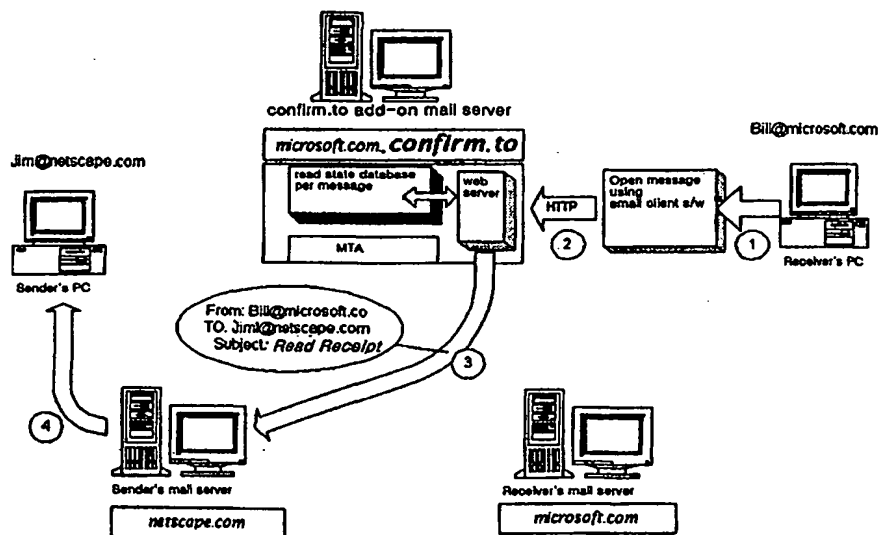 confirm.to add-on mail server
microsoft.com. confirm.to
Bill@microsoft.com
Jim@netscape.com
read state database
per message
web
server
HTTP
Open message
using
email client s/w
MTA
2
1
Sender's PC
Receiver's PC
From: Bill@microsoft.co
TO. Jim!@netscape.com
Subject: Read Receipt
3
4
Sender's mail server
Receiver's mail server
netscape.com
microsoft.com